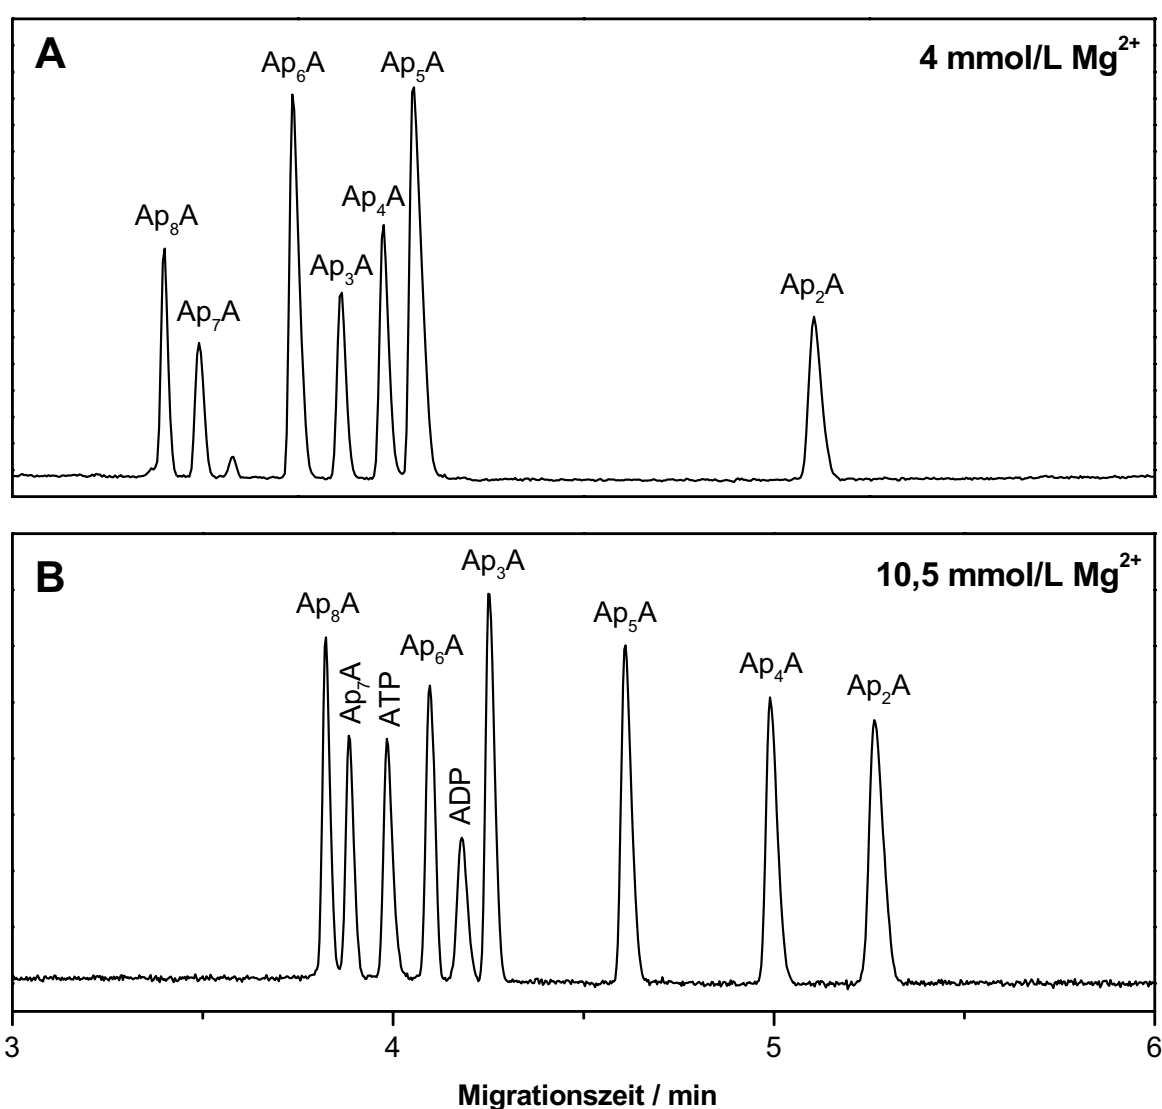 A
4 mmol/L Mg²⁺
Ap₆A Ap₅A
Ap₈A
Ap₄A
Ap₃A
Ap₂A
Ap₇A
B
10,5 mmol/L Mg²⁺
Ap₃A
Ap₈A
Ap₅A
Ap₆A
Ap₇A
ATP
Ap₄A
Ap₂A
ADP
3 4 5 6
Migrationszeit / min